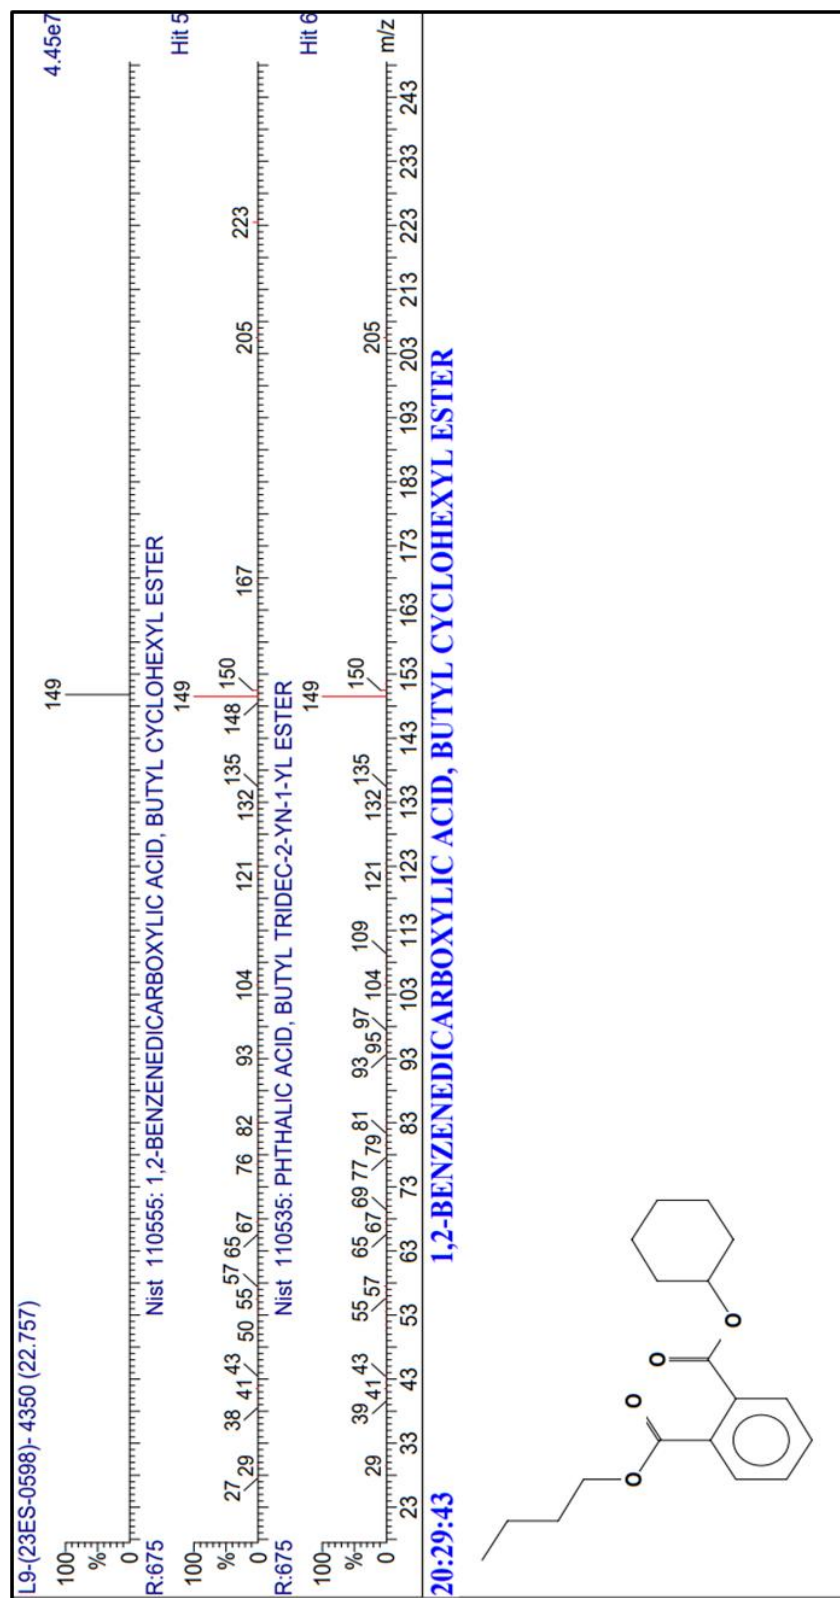 L9-(23ES-0598)- 4350 (22.757)
4.45e7
149
100
%
0
R:675 Nist 110555: 1,2-BENZENEDICARBOXYLIC ACID, BUTYL CYCLOHEXYL ESTER Hit 5
149
100
%
0
27 29 38 41 43 50 55 57 65 67 76 82 93 104 121 132 135 148 150 167 205 223
R:675 Nist 110535: PHTHALIC ACID, BUTYL TRIDEC-2-YN-1-YL ESTER Hit 6
149
100
%
0
29 39 41 43 55 57 65 67 69 77 79 81 93 95 97 104 109 121 132 135 150 205
23 33 43 53 63 73 83 93 103 113 123 133 143 153 163 173 183 193 203 213 223 233 243 m/z
20:29:43 1,2-BENZENEDICARBOXYLIC ACID, BUTYL CYCLOHEXYL ESTER
O
O
O
O